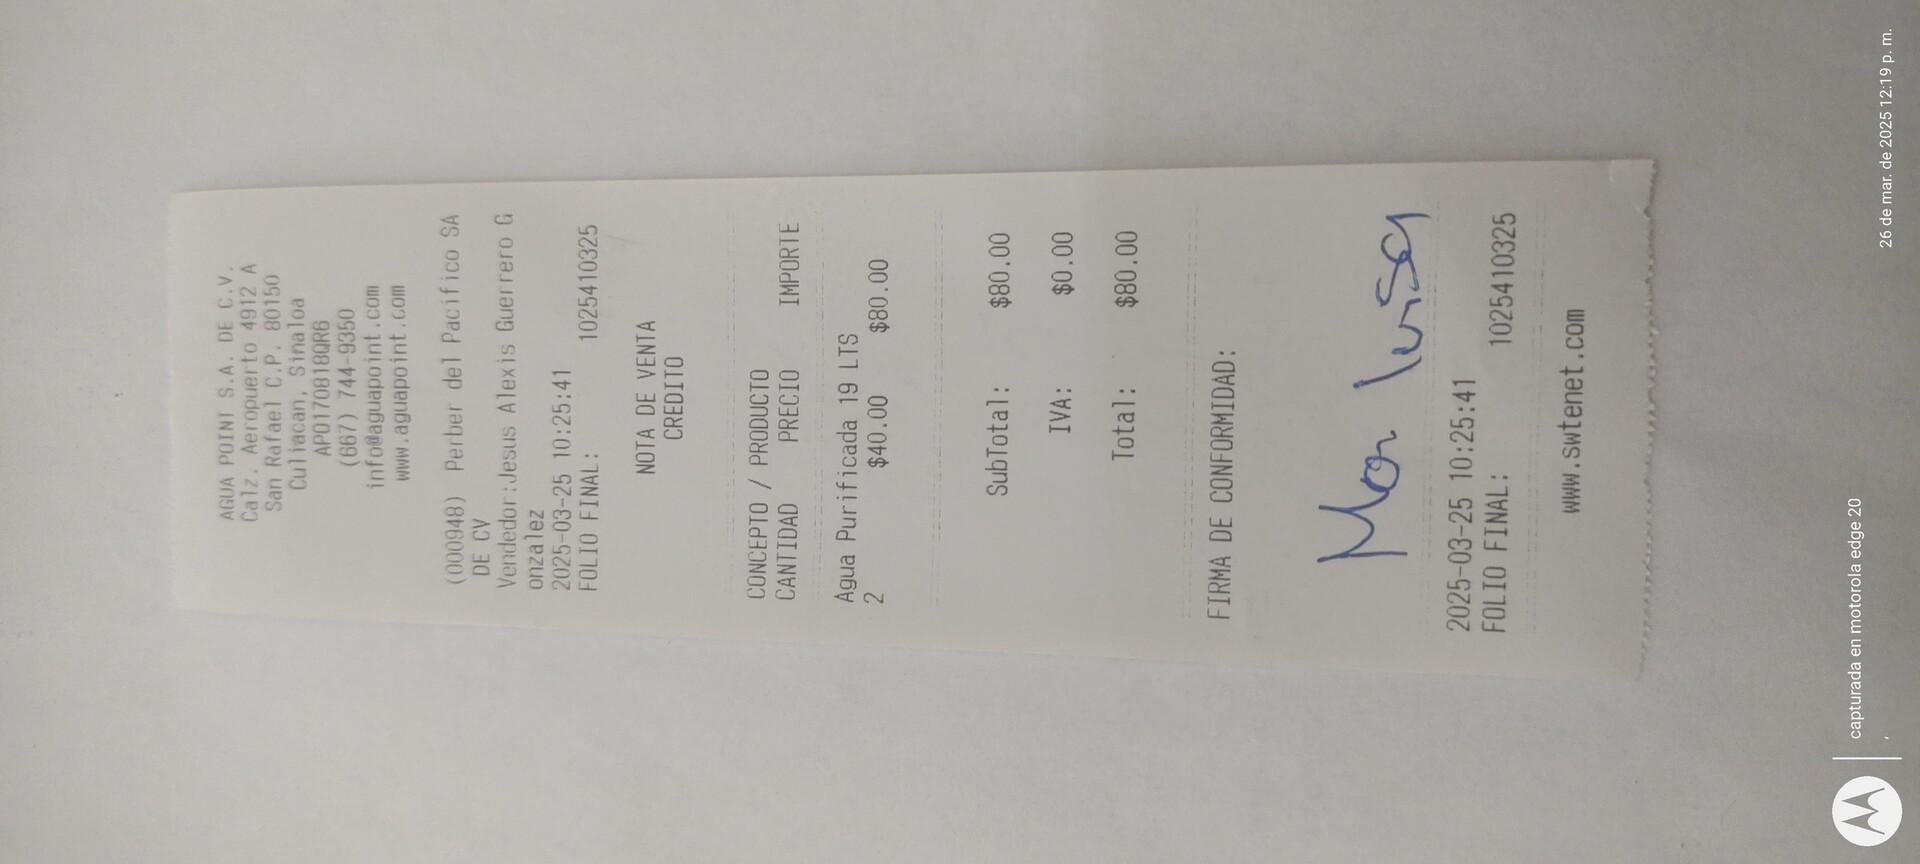 AGUA POINT S.A. DE C.V.
Calz. Aeropuerto 4912 A
San Rafael C.P. 80150
Culiacan, Sinaloa
APO170818QR6
(667) 744-9350
info@aguapoint.com
www.aguapoint.com
(000948) Perber del Pacifico SA
DE CV
Vendedor:Jesus Alexis Guerrero G
onzalez
2025-03-25 10:25:41
FOLIO FINAL: 1025410325
NOTA DE VENTA
CREDITO
CONCEPTO / PRODUCTO
CANTIDAD PRECIO IMPORTE
Agua Purificada 19 LTS
2 $40.00 $80.00
SubTotal: $80.00
IVA: $0.00
Total: $80.00
FIRMA DE CONFORMIDAD:
Mar luisa
2025-03-25 10:25:41
FOLIO FINAL: 1025410325
www.swtenet.com
capturada en motorola edge 20
26 de mar. de 2025 12:19 p. m.